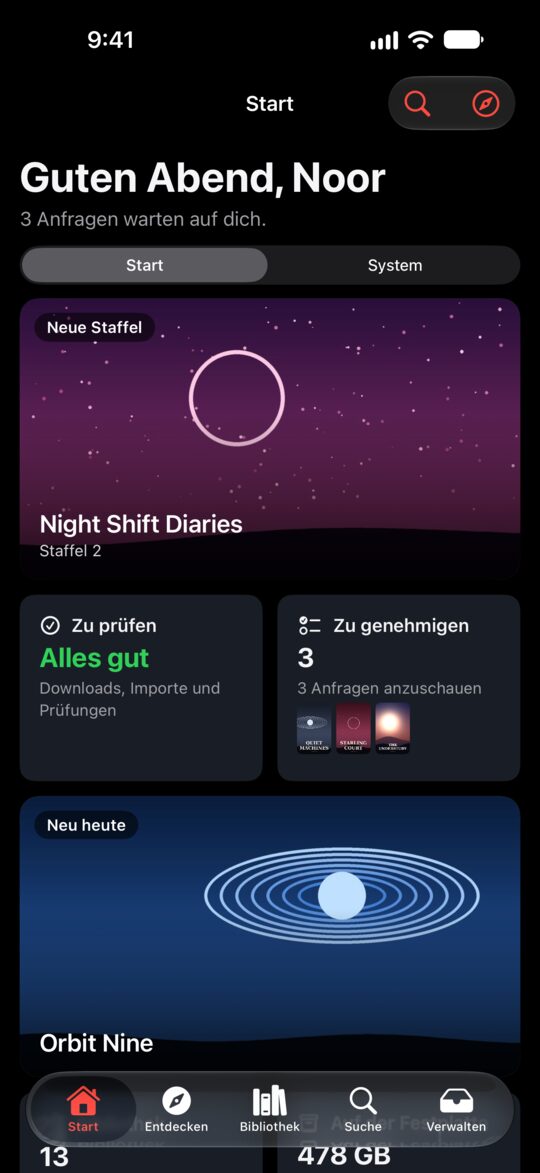 9:41
Start
Guten Abend, Noor
3 Anfragen warten auf dich.
Start
System
Neue Staffel
Night Shift Diaries
Staffel 2
Zu prüfen
Alles gut
Downloads, Importe und
Prüfungen
Zu genehmigen
3
3 Anfragen anzuschauen
QUIET
MACHINES
STARLING
COURT
THE
UNDERSTUDY
Neu heute
Orbit Nine
Start
Entdecken
Bibliothek
Suche
Verwalten
13
478 GB